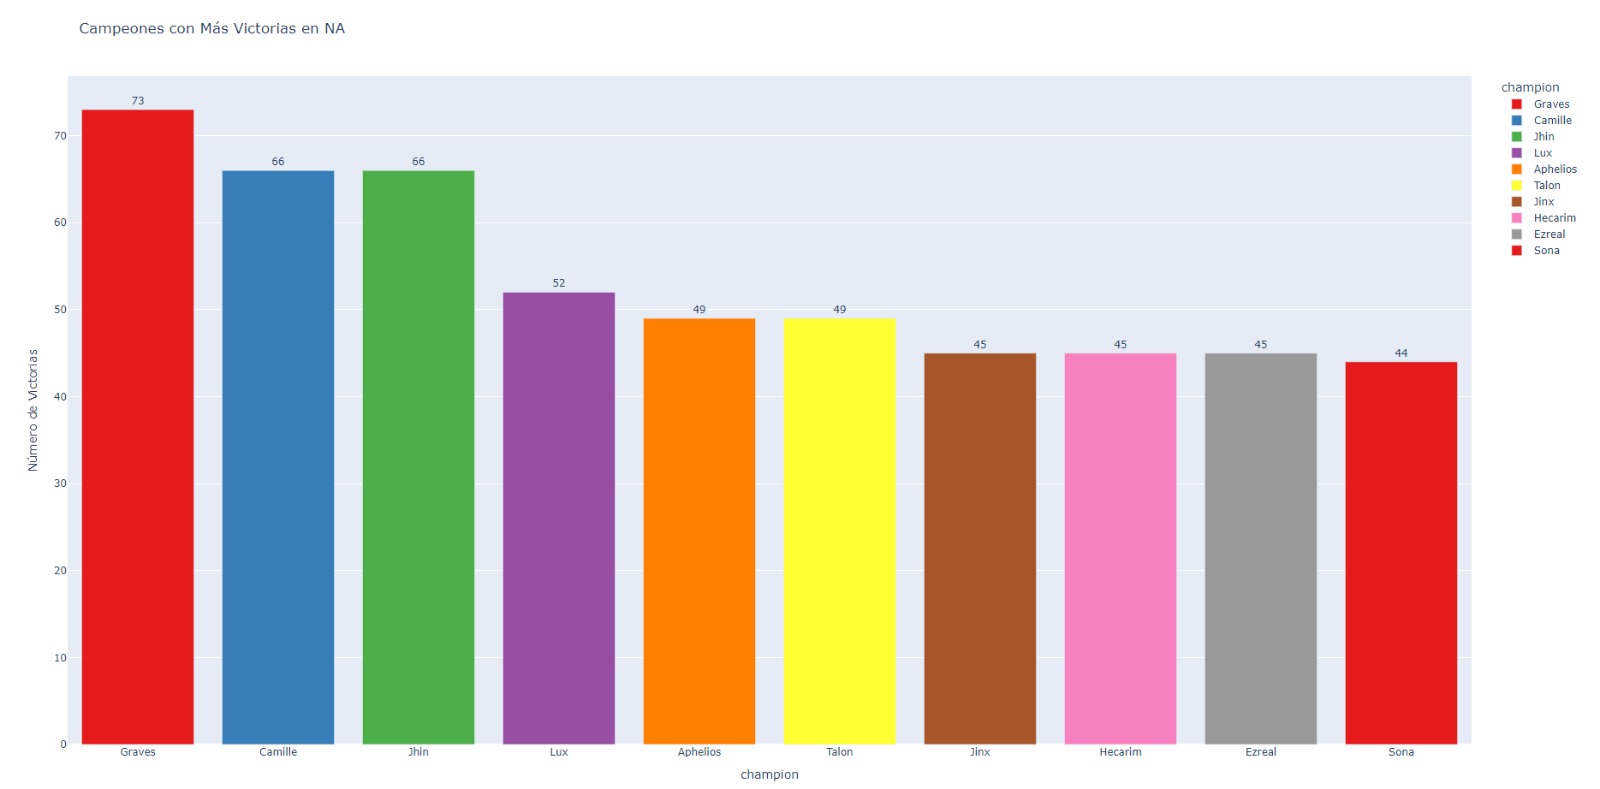 Campeones con Más Victorias en NA
champion
Graves
Camille
Jhin
Lux
Aphelios
Talon
Jinx
Hecarim
Ezreal
Sona
Número de Victorias
70
60
50
40
30
20
10
0
73
66
66
52
49
49
45
45
45
44
Graves Camille Jhin Lux Aphelios Talon Jinx Hecarim Ezreal Sona
champion